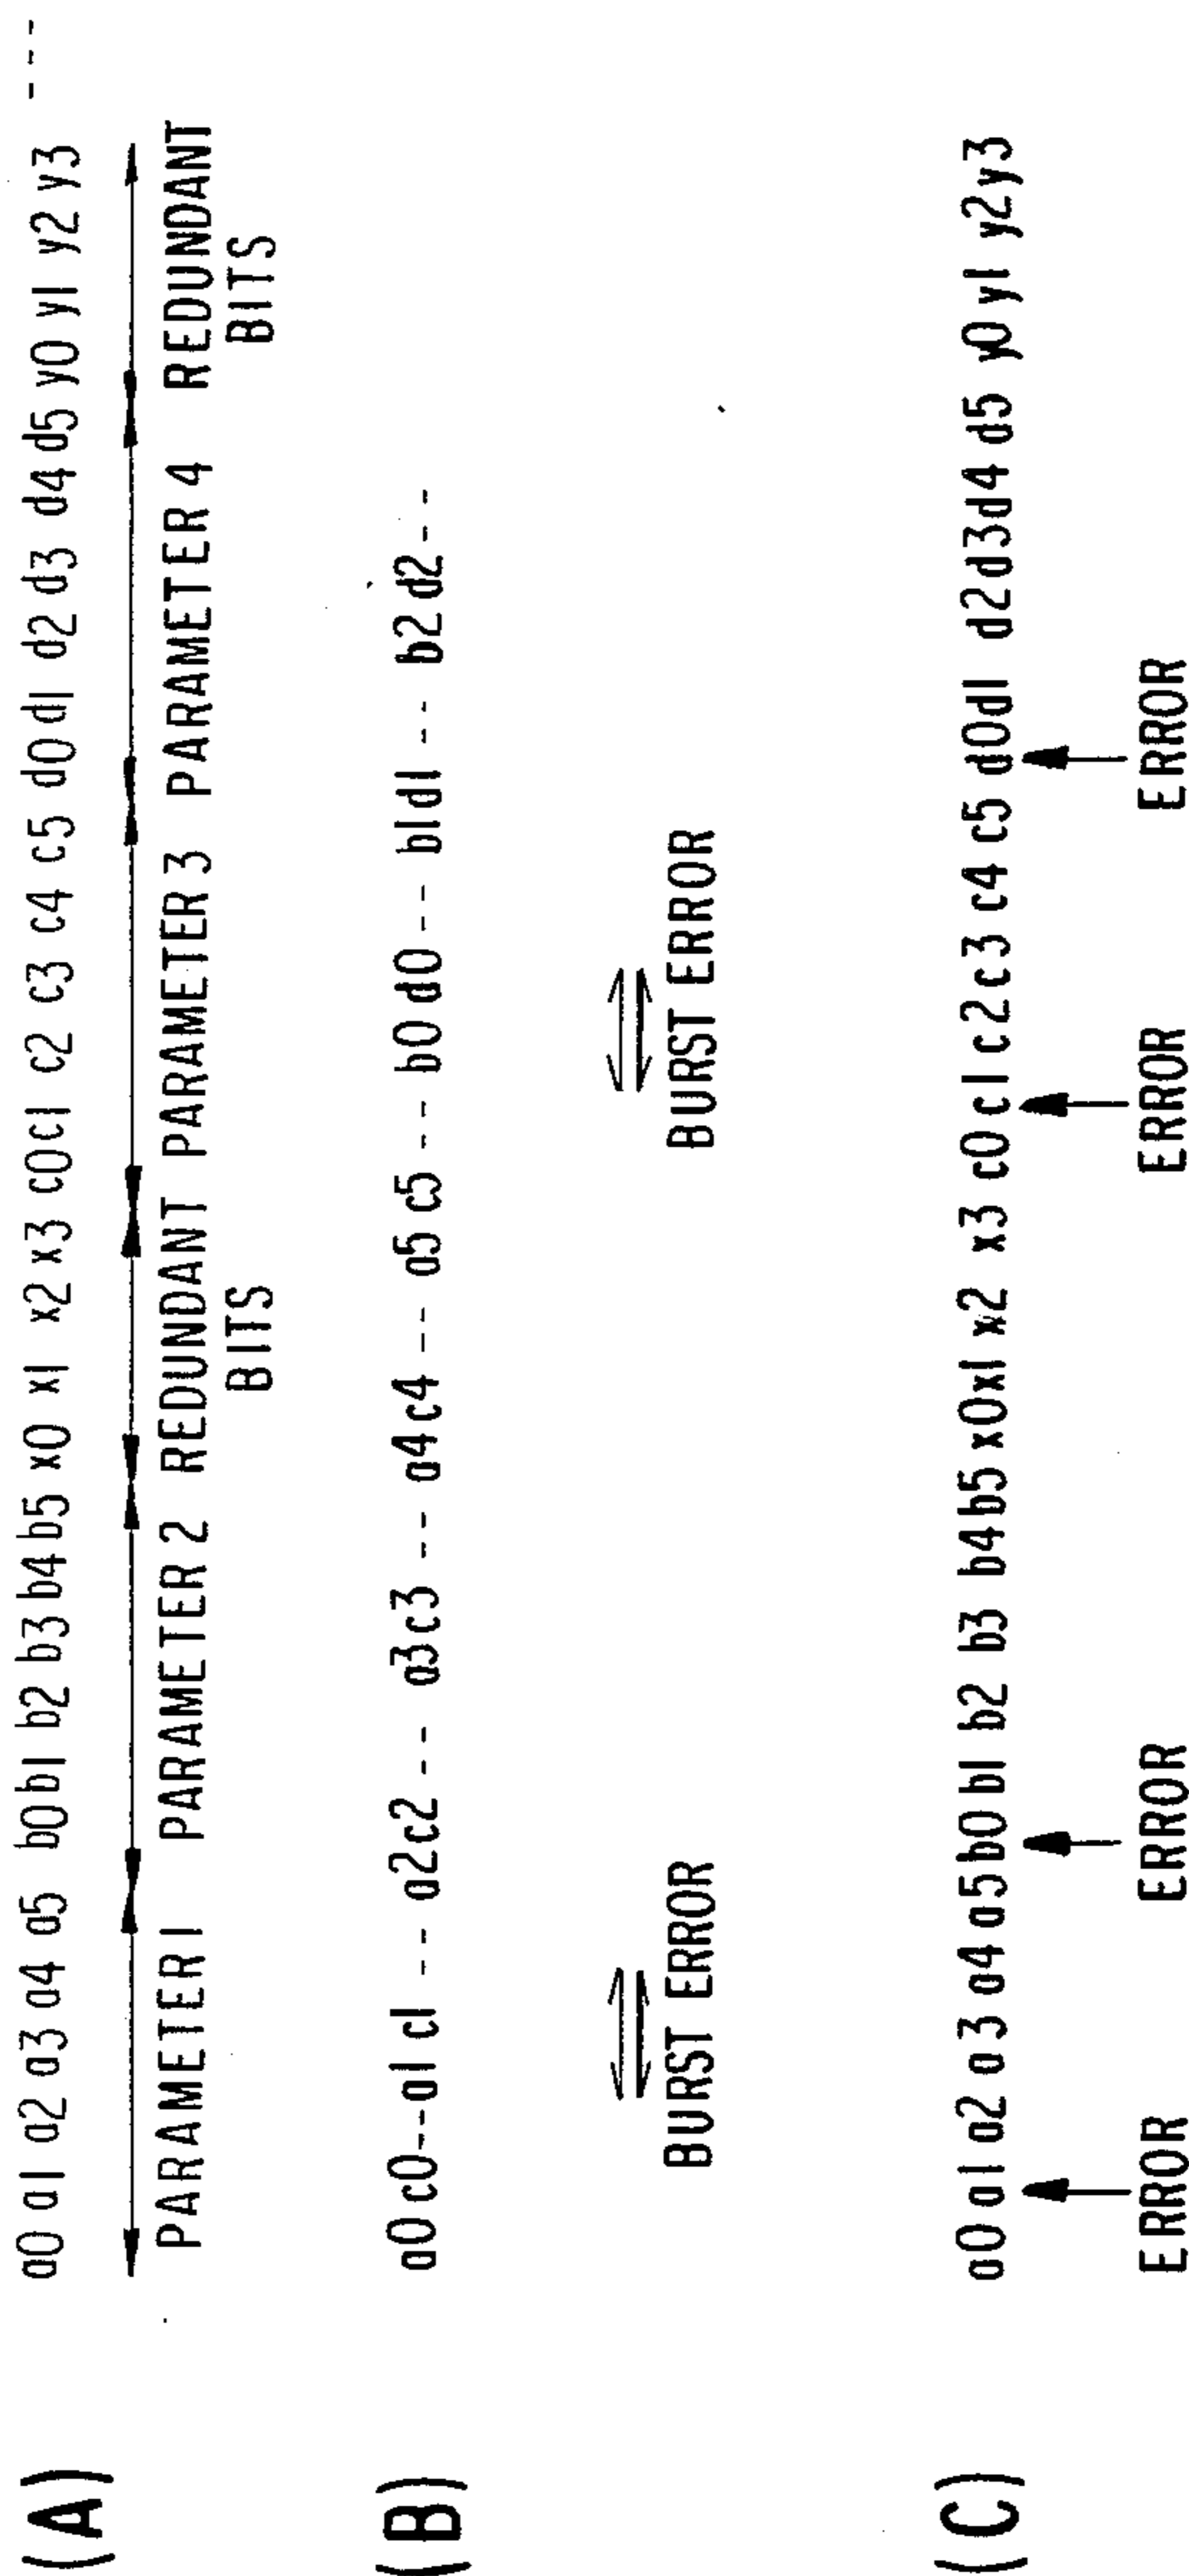 (A)
a0 a1 a2 a3 a4 a5 b0 b1 b2 b3 b4 b5 x0 x1 x2 x3 c0 c1 c2 c3 c4 c5 d0 d1 d2 d3 d4 d5 y0 y1 y2 y3 ---
PARAMETER 1 PARAMETER 2 REDUNDANT BITS PARAMETER 3 PARAMETER 4 REDUNDANT BITS
(B)
a0 c0 -- a1 c1 -- a2 c2 -- a3 c3 -- a4 c4 -- a5 c5 -- b0 d0 -- b1 d1 -- b2 d2 --
BURST ERROR BURST ERROR
(C)
a0 a1 a2 a3 a4 a5 b0 b1 b2 b3 b4 b5 x0 x1 x2 x3 c0 c1 c2 c3 c4 c5 d0 d1 d2 d3 d4 d5 y0 y1 y2 y3
ERROR ERROR ERROR ERROR